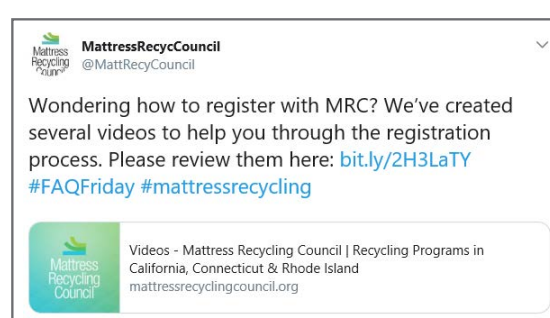 Mattress
Recycling
Council
MattressRecycCouncil
@MattRecyCouncil
Wondering how to register with MRC? We’ve created
several videos to help you through the registration
process. Please review them here: bit.ly/2H3LaTY
#FAQFriday #mattressrecycling
Mattress
Recycling
Council
Videos - Mattress Recycling Council | Recycling Programs in
California, Connecticut & Rhode Island
mattressrecyclingcouncil.org